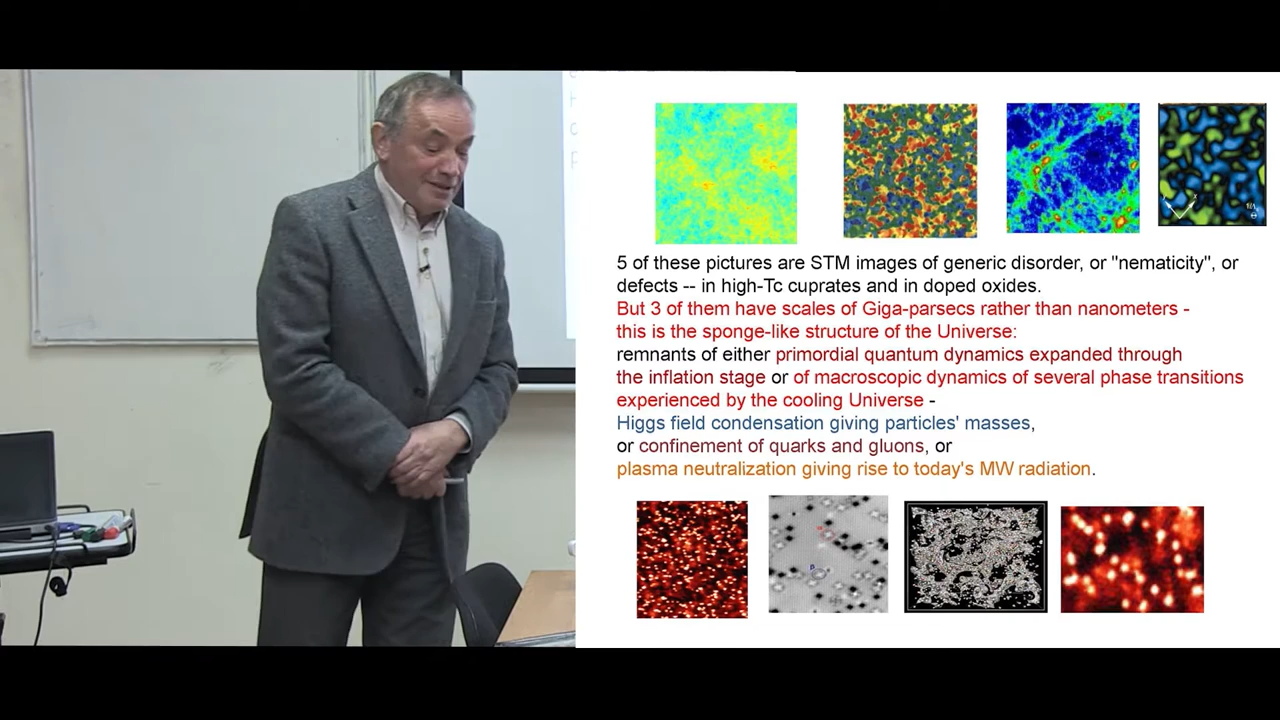 5 of these pictures are STM images of generic disorder, or "nematicity", or
defects -- in high-Tc cuprates and in doped oxides.
But 3 of them have scales of Giga-parsecs rather than nanometers -
this is the sponge-like structure of the Universe:
remnants of either primordial quantum dynamics expanded through
the inflation stage or of macroscopic dynamics of several phase transitions
experienced by the cooling Universe -
Higgs field condensation giving particles' masses,
or confinement of quarks and gluons, or
plasma neutralization giving rise to today's MW radiation.